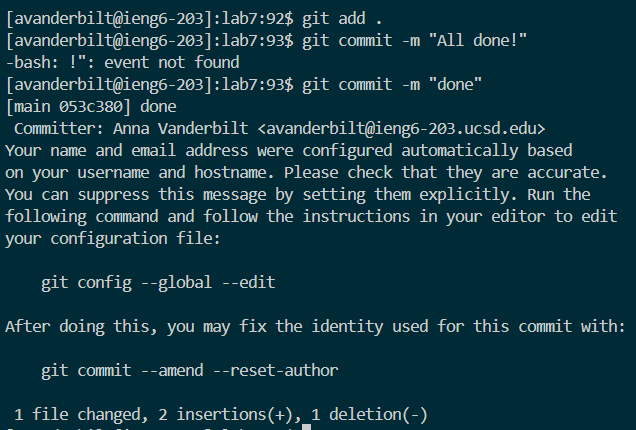 [avanderbilt@ieng6-203]:lab7:92$ git add .
[avanderbilt@ieng6-203]:lab7:93$ git commit -m "All done!"
-bash: !": event not found
[avanderbilt@ieng6-203]:lab7:93$ git commit -m "done"
[main 053c380] done
 Committer: Anna Vanderbilt <avanderbilt@ieng6-203.ucsd.edu>
Your name and email address were configured automatically based
on your username and hostname. Please check that they are accurate.
You can suppress this message by setting them explicitly. Run the
following command and follow the instructions in your editor to edit
your configuration file:

    git config --global --edit

After doing this, you may fix the identity used for this commit with:

    git commit --amend --reset-author

 1 file changed, 2 insertions(+), 1 deletion(-)